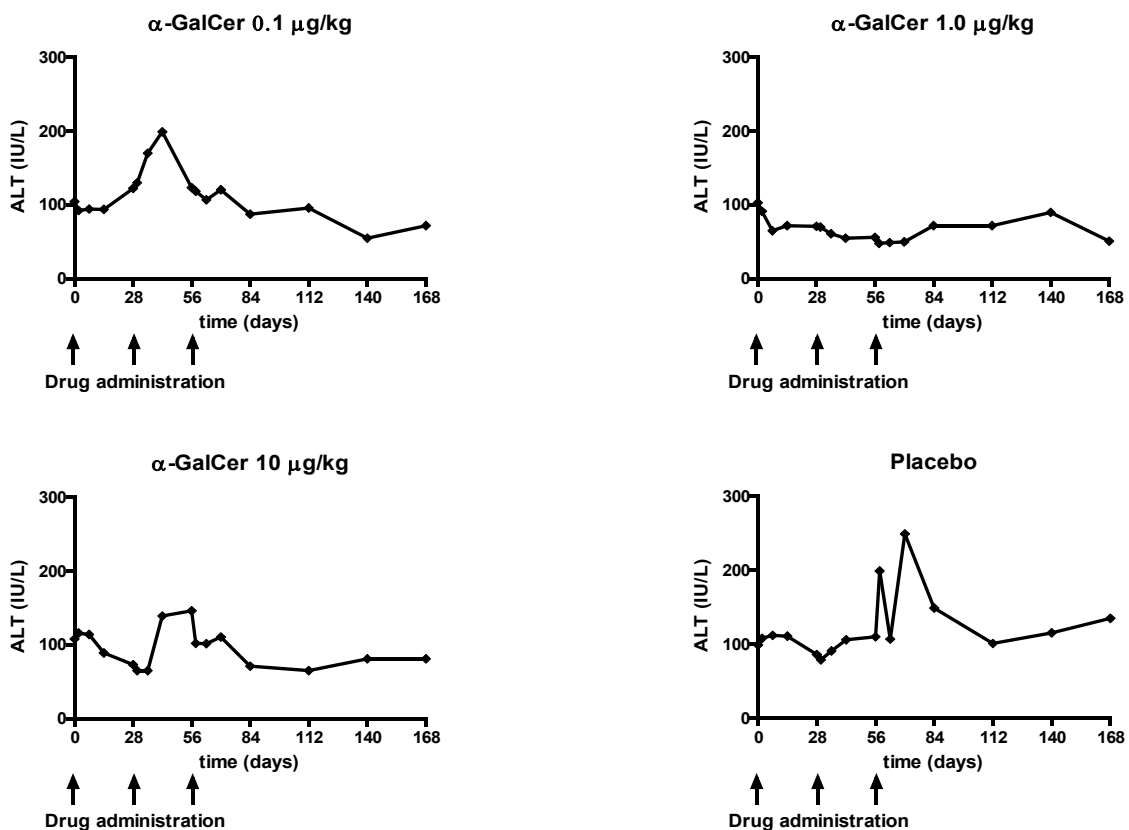 α-GalCer 0.1 μg/kg
300
200
100
0
ALT (IU/L)
0 28 56 84 112 140 168
time (days)
Drug administration
α-GalCer 1.0 μg/kg
300
200
100
0
ALT (IU/L)
0 28 56 84 112 140 168
time (days)
Drug administration
α-GalCer 10 μg/kg
300
200
100
0
ALT (IU/L)
0 28 56 84 112 140 168
time (days)
Drug administration
Placebo
300
200
100
0
ALT (IU/L)
0 28 56 84 112 140 168
time (days)
Drug administration